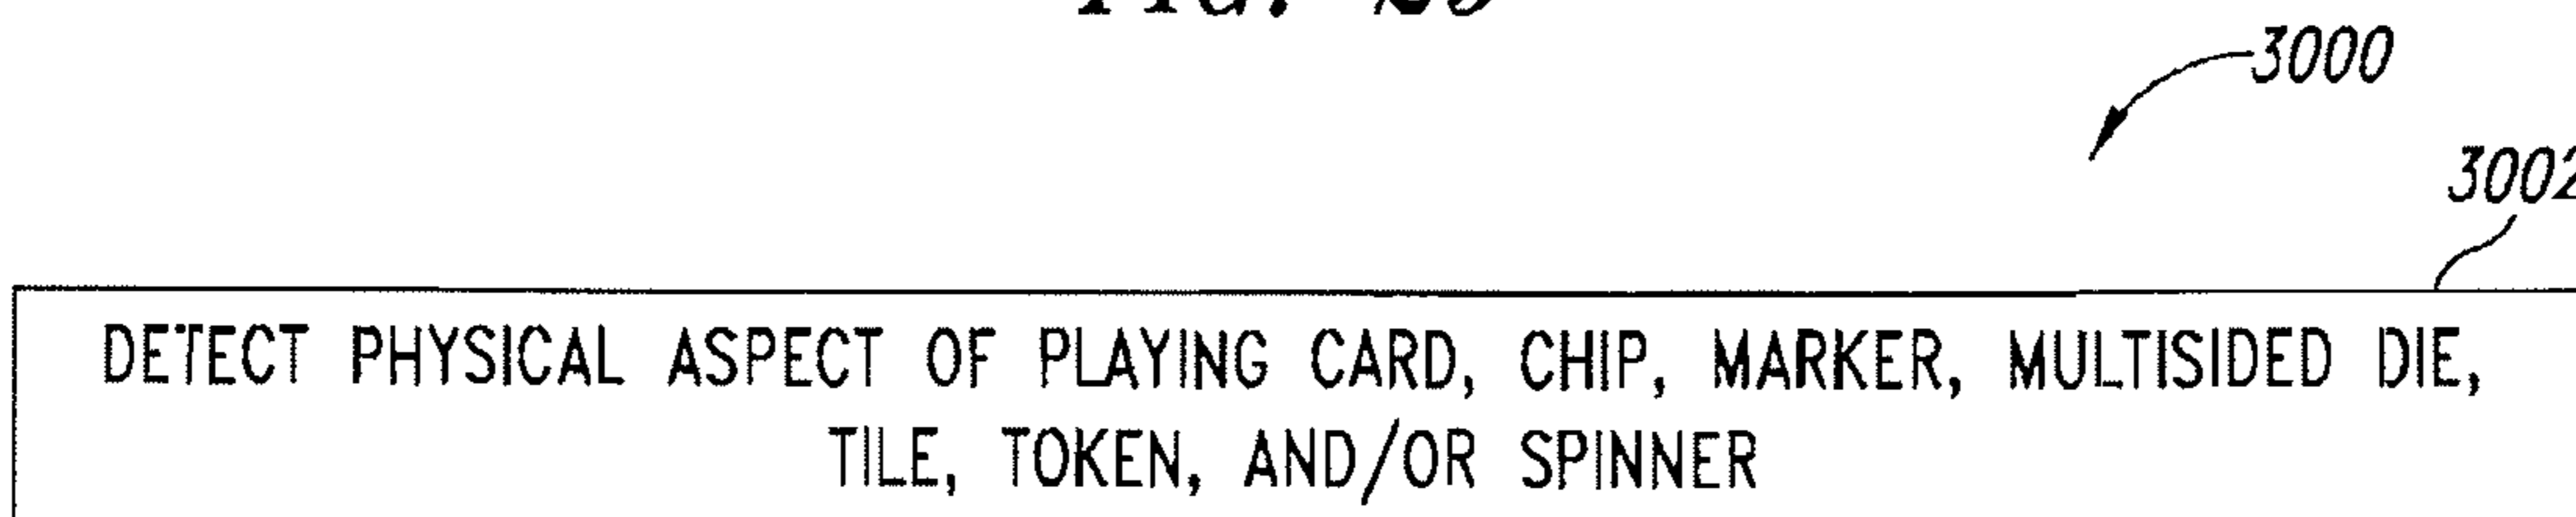 3000
3002
DETECT PHYSICAL ASPECT OF PLAYING CARD, CHIP, MARKER, MULTISIDED DIE,
TILE, TOKEN, AND/OR SPINNER